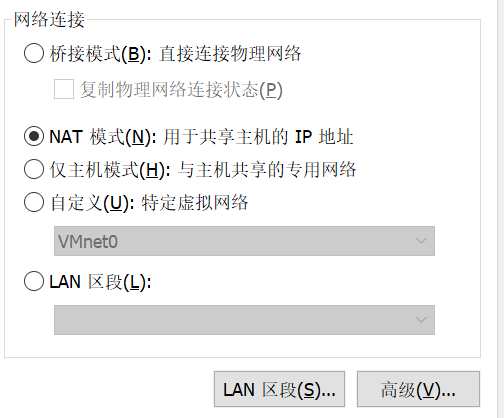 网络连接
桥接模式(B): 直接连接物理网络
复制物理网络连接状态(P)
NAT 模式(N): 用于共享主机的 IP 地址
仅主机模式(H): 与主机共享的专用网络
自定义(U): 特定虚拟网络
VMnet0
LAN 区段(L):
LAN 区段(S)... 高级(V)...